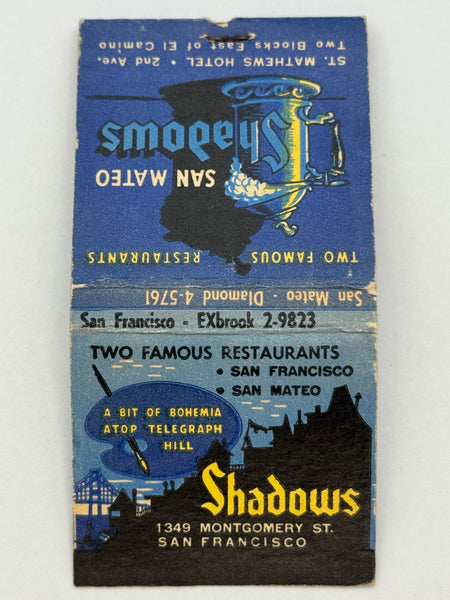 ST. MATHEWS HOTEL • 2nd Ave.
Two Blocks East of El Camino
Shadows
SAN MATEO
TWO FAMOUS RESTAURANTS
San Mateo - DIamond 4-5761
San Francisco - EXbrook 2-9823
TWO FAMOUS RESTAURANTS
• SAN FRANCISCO
• SAN MATEO
A BIT OF BOHEMIA
ATOP TELEGRAPH
HILL
Shadows
1349 MONTGOMERY ST.
SAN FRANCISCO